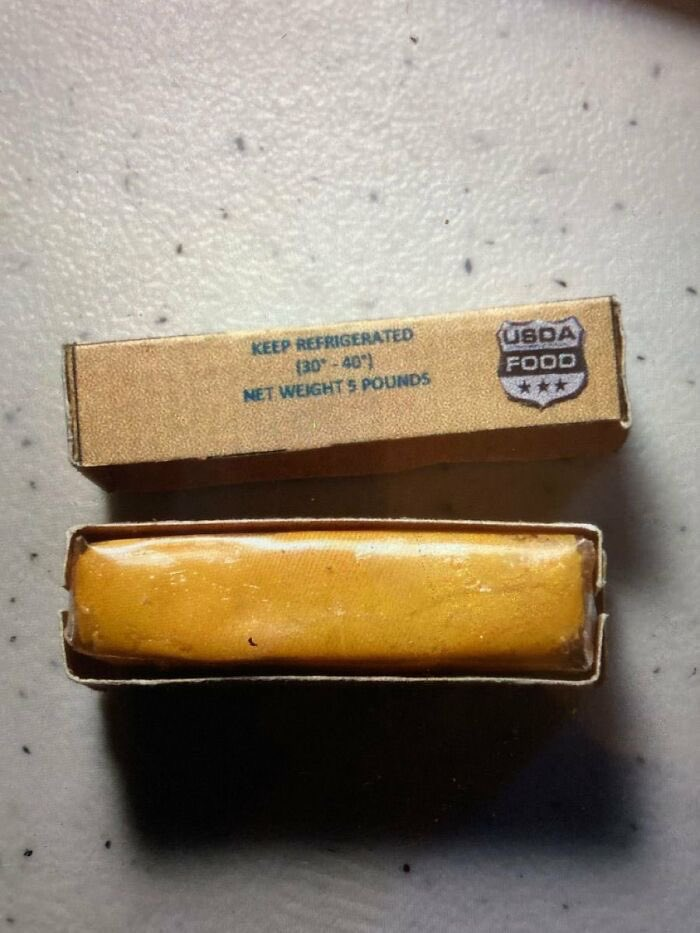 KEEP REFRIGERATED
(30° - 40°)
NET WEIGHT 5 POUNDS
USDA
FOOD